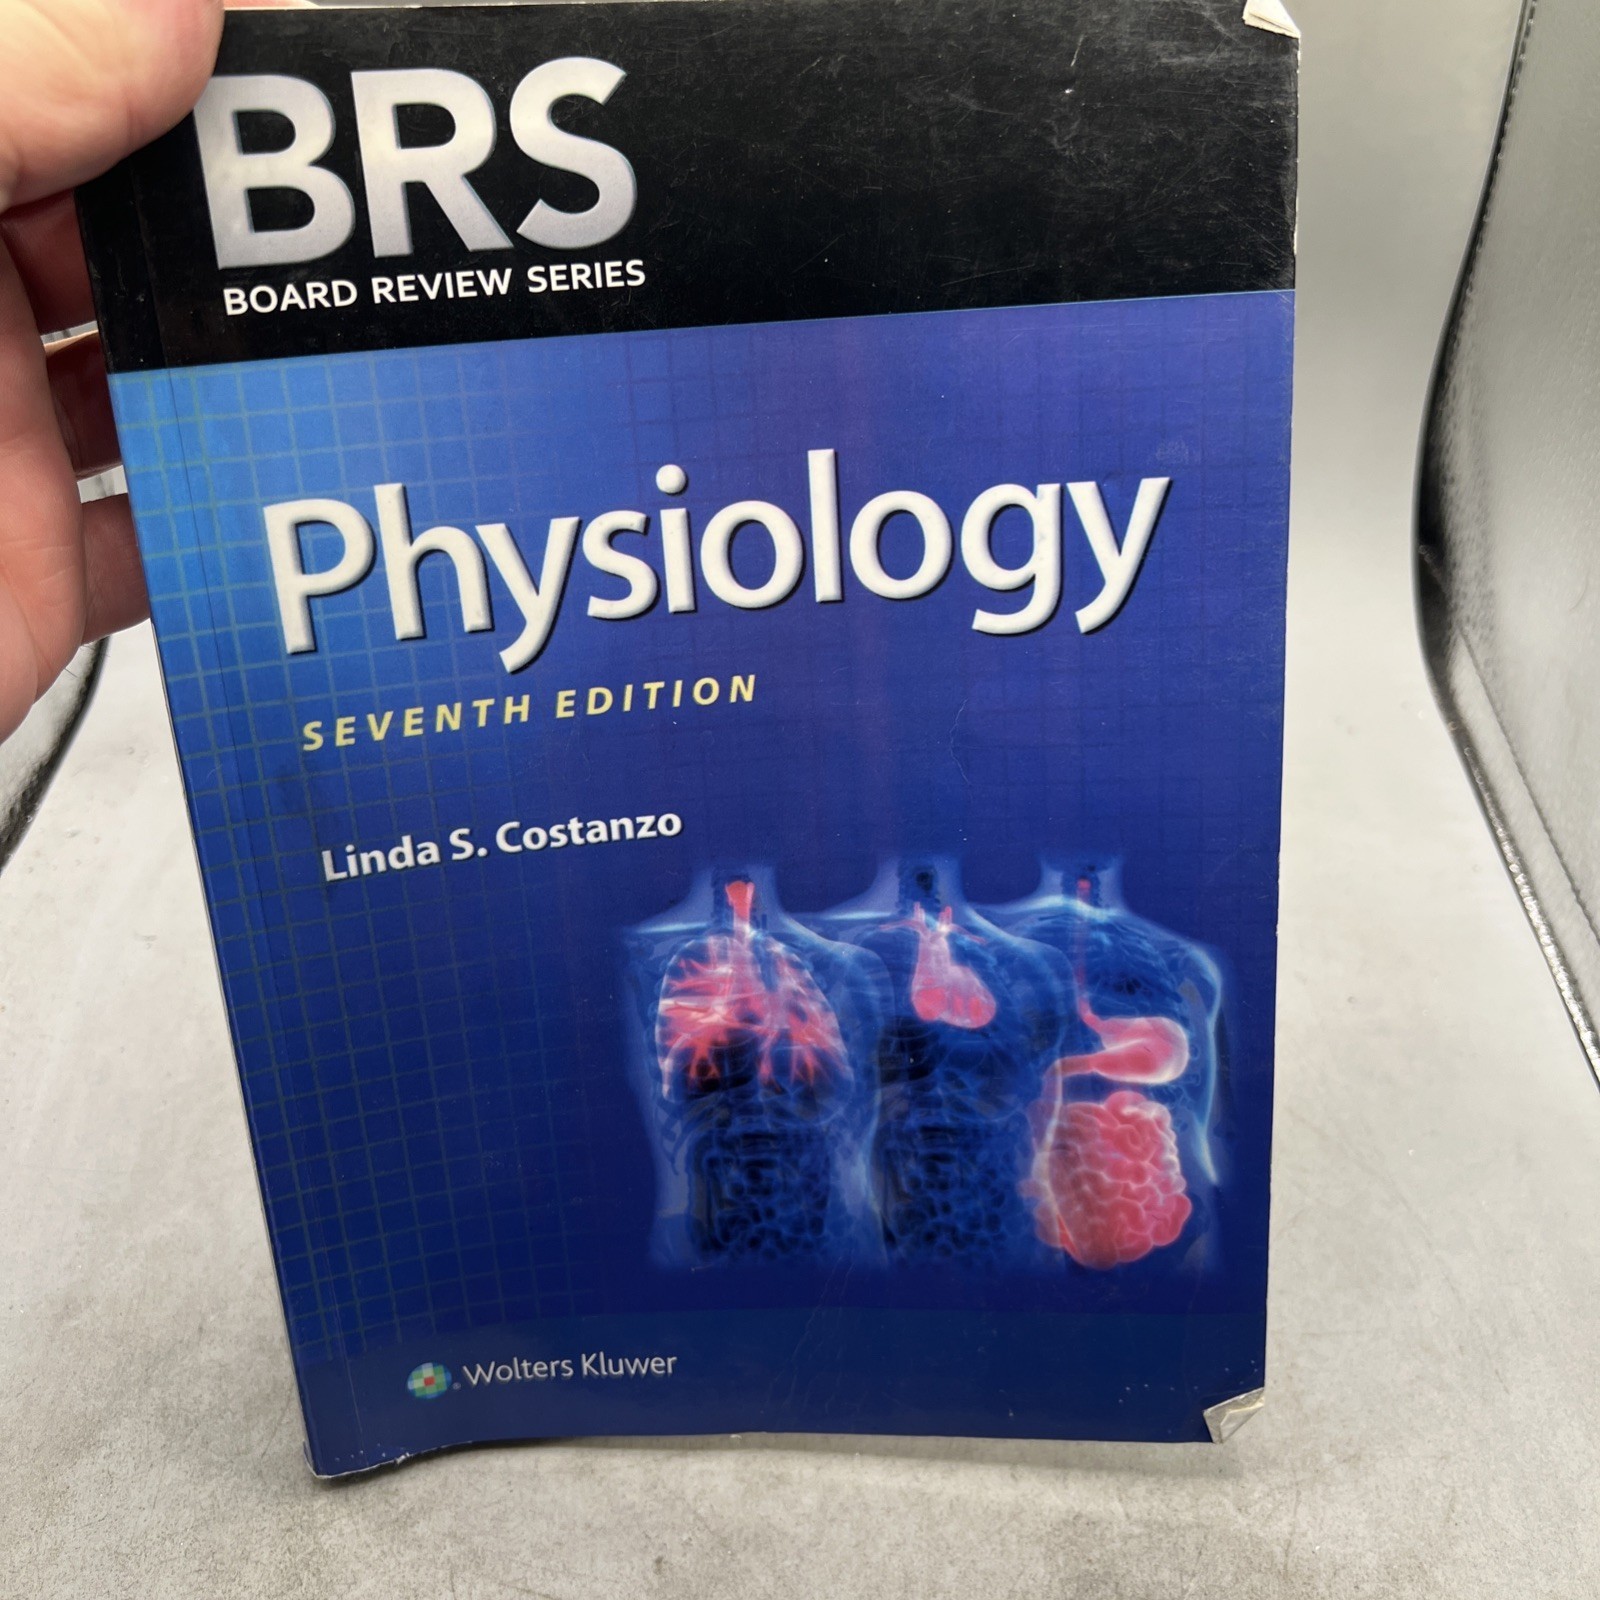 BRS
BOARD REVIEW SERIES
Physiology
SEVENTH EDITION
Linda S. Costanzo
Wolters Kluwer